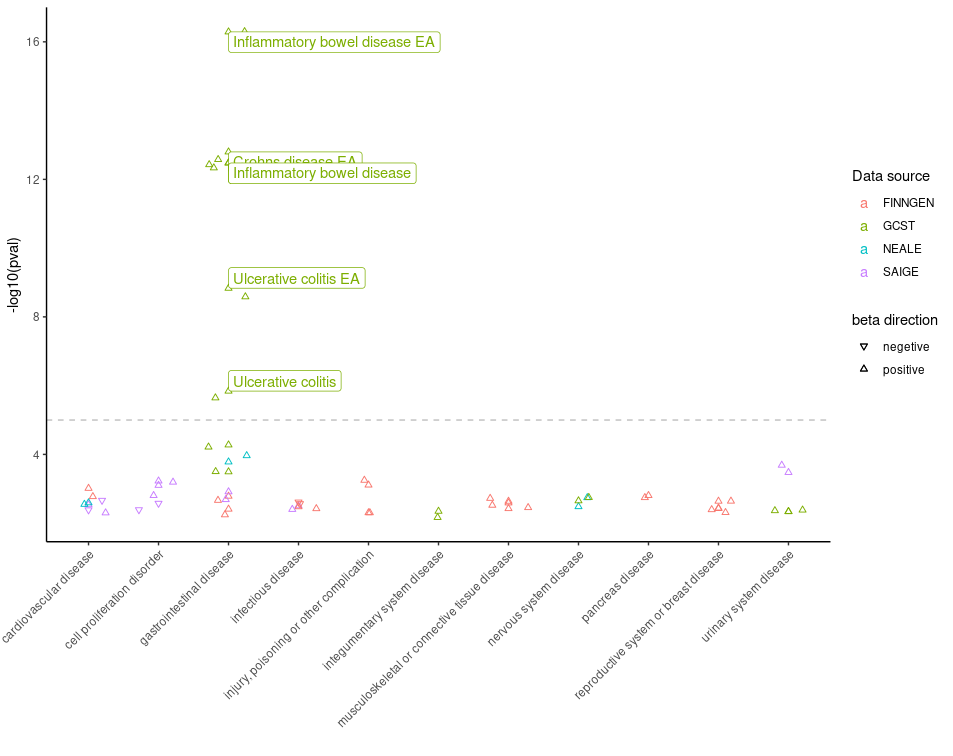 16
Inflammatory bowel disease EA
Crohns disease EA
12
Inflammatory bowel disease
Ulcerative colitis EA
8
Ulcerative colitis
4
-log10(pval)
cardiovascular disease
cell proliferation disorder
gastrointestinal disease
infectious disease
injury, poisoning or other complication
integumentary system disease
musculoskeletal or connective tissue disease
nervous system disease
pancreas disease
reproductive system or breast disease
urinary system disease
Data source
a FINNGEN
a GCST
a NEALE
a SAIGE
beta direction
negetive
positive